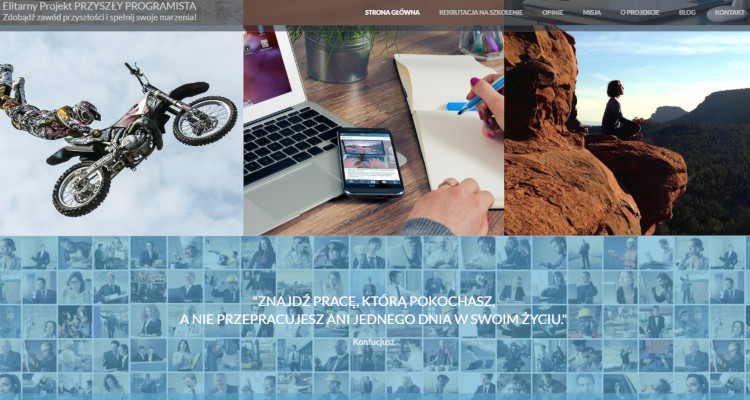 Elitarny Projekt PRZYSZŁY PROGRAMISTA
Zdobądź zawód przyszłości i spełnij swoje marzenia!
STRONA GŁÓWNA REKRUTACJA NA SZKOLENIE OPINIE MISJA O PROJEKCIE BLOG KONTAKT
"ZNAJDŹ PRACĘ, KTÓRĄ POKOCHASZ,
A NIE PRZEPRACUJESZ ANI JEDNEGO DNIA W SWOIM ŻYCIU."
Konfucjusz